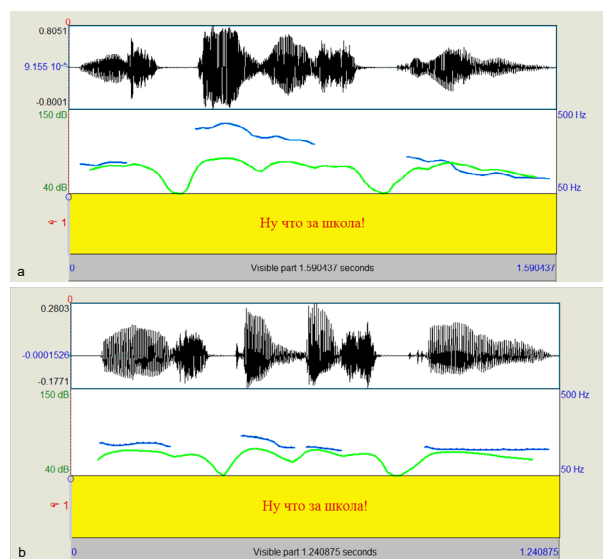 0
0.8051
9.155 10-5
-0.8001
150 dB
500 Hz
40 dB
50 Hz
0
1
Ну что за школа!
0
Visible part 1.590437 seconds
1.590437
a
0
0.2803
-0.0001526
-0.1771
150 dB
500 Hz
40 dB
50 Hz
0
1
Ну что за школа!
0
Visible part 1.240875 seconds
1.240875
b